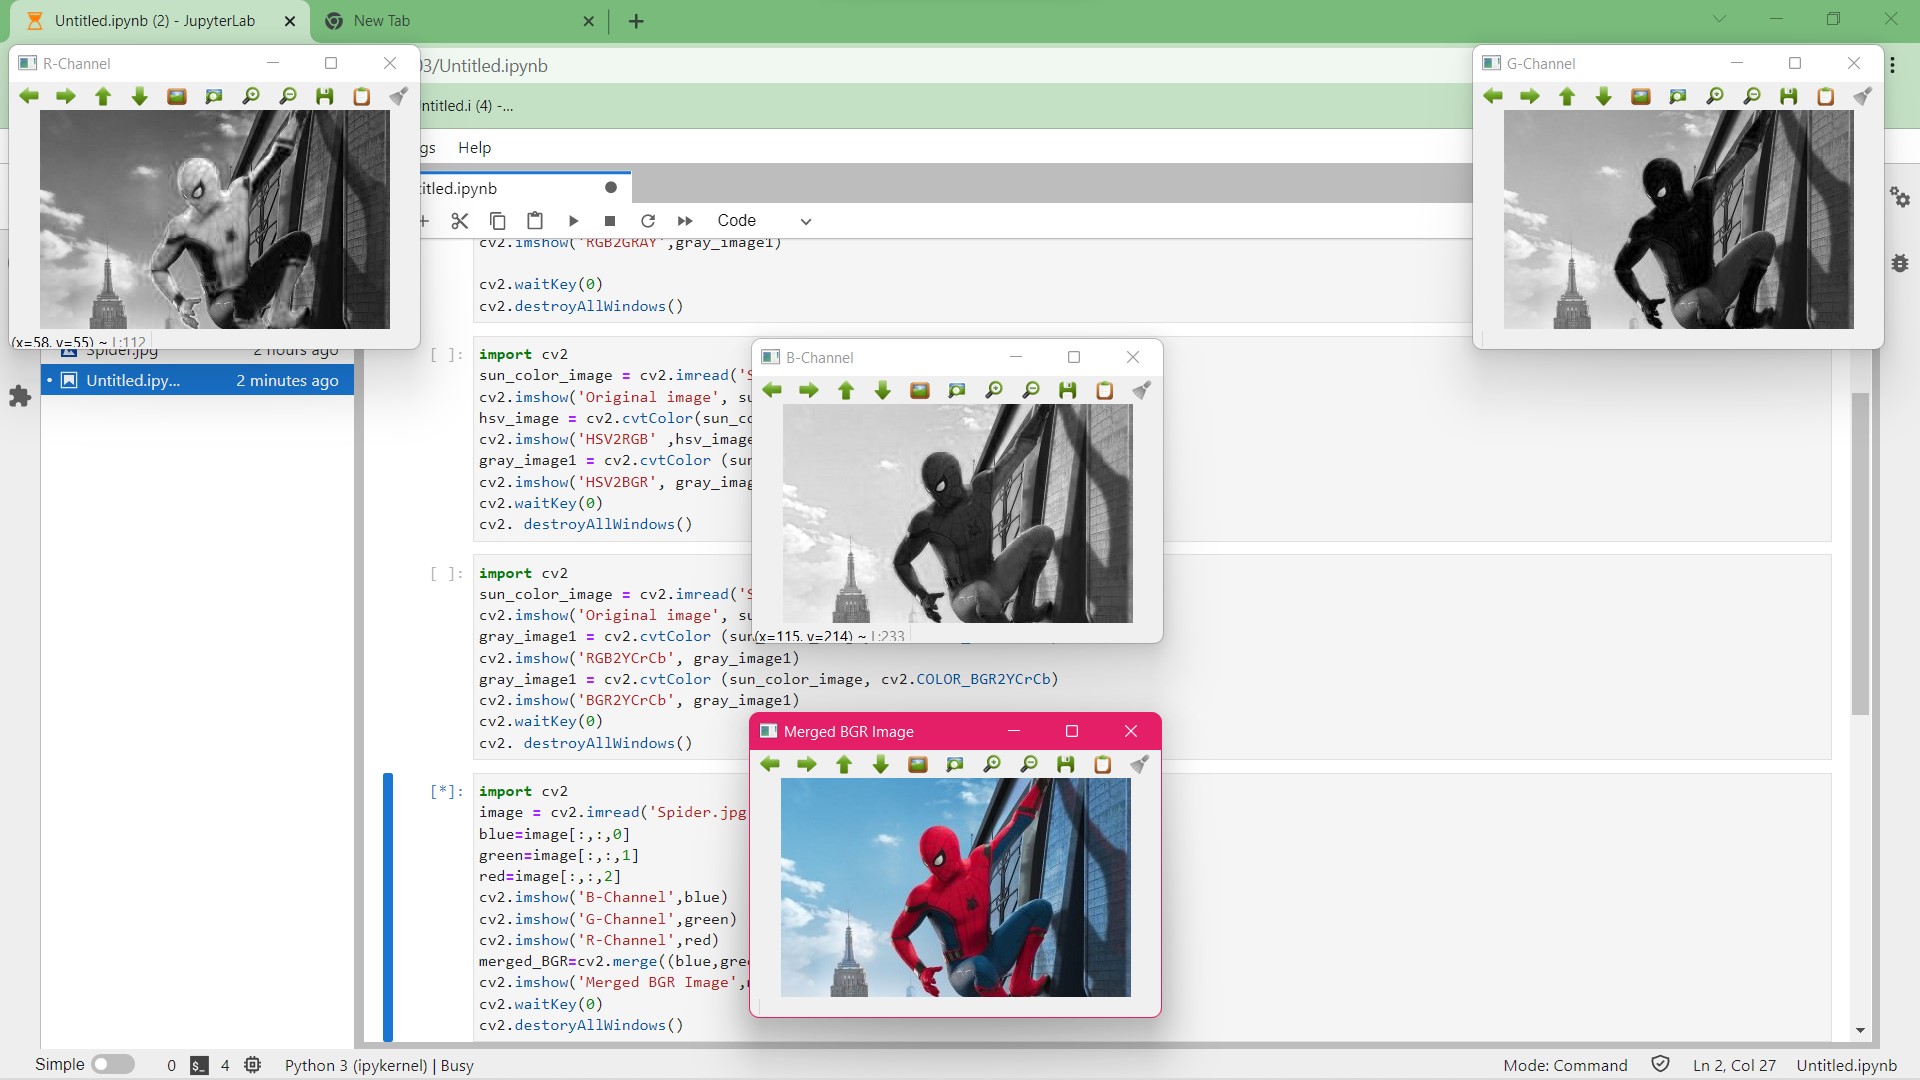 Untitled.ipynb (2) - JupyterLab
New Tab
R-Channel
03/Untitled.ipynb
G-Channel
ntitled.i (4) -...
gs Help
titled.ipynb
Code
cv2.imshow('RGB2GRAY',gray_image1)
cv2.waitKey(0)
cv2.destroyAllWindows()
(x=58, y=55) ~ L:112
Spider.jpg 2 hours ago
Untitled.ipy... 2 minutes ago
[ ]:
import cv2
sun_color_image = cv2.imread('S
cv2.imshow('Original image', su
hsv_image = cv2.cvtColor(sun_co
cv2.imshow('HSV2RGB' ,hsv_image
gray_image1 = cv2.cvtColor (sun
cv2.imshow('HSV2BGR', gray_imag
cv2.waitKey(0)
cv2. destroyAllWindows()
B-Channel
(x=115, y=214) ~ L:233
[ ]:
import cv2
sun_color_image = cv2.imread('S
cv2.imshow('Original image', su
gray_image1 = cv2.cvtColor (sun
cv2.imshow('RGB2YCrCb', gray_image1)
gray_image1 = cv2.cvtColor (sun_color_image, cv2.COLOR_BGR2YCrCb)
cv2.imshow('BGR2YCrCb', gray_image1)
cv2.waitKey(0)
cv2. destroyAllWindows()
Merged BGR Image
[*]:
import cv2
image = cv2.imread('Spider.jpg
blue=image[:,:,0]
green=image[:,:,1]
red=image[:,:,2]
cv2.imshow('B-Channel',blue)
cv2.imshow('G-Channel',green)
cv2.imshow('R-Channel',red)
merged_BGR=cv2.merge((blue,gree
cv2.imshow('Merged BGR Image',
cv2.waitKey(0)
cv2.destoryAllWindows()
Simple 0 $_ 4 Python 3 (ipykernel) | Busy
Mode: Command Ln 2, Col 27 Untitled.ipynb